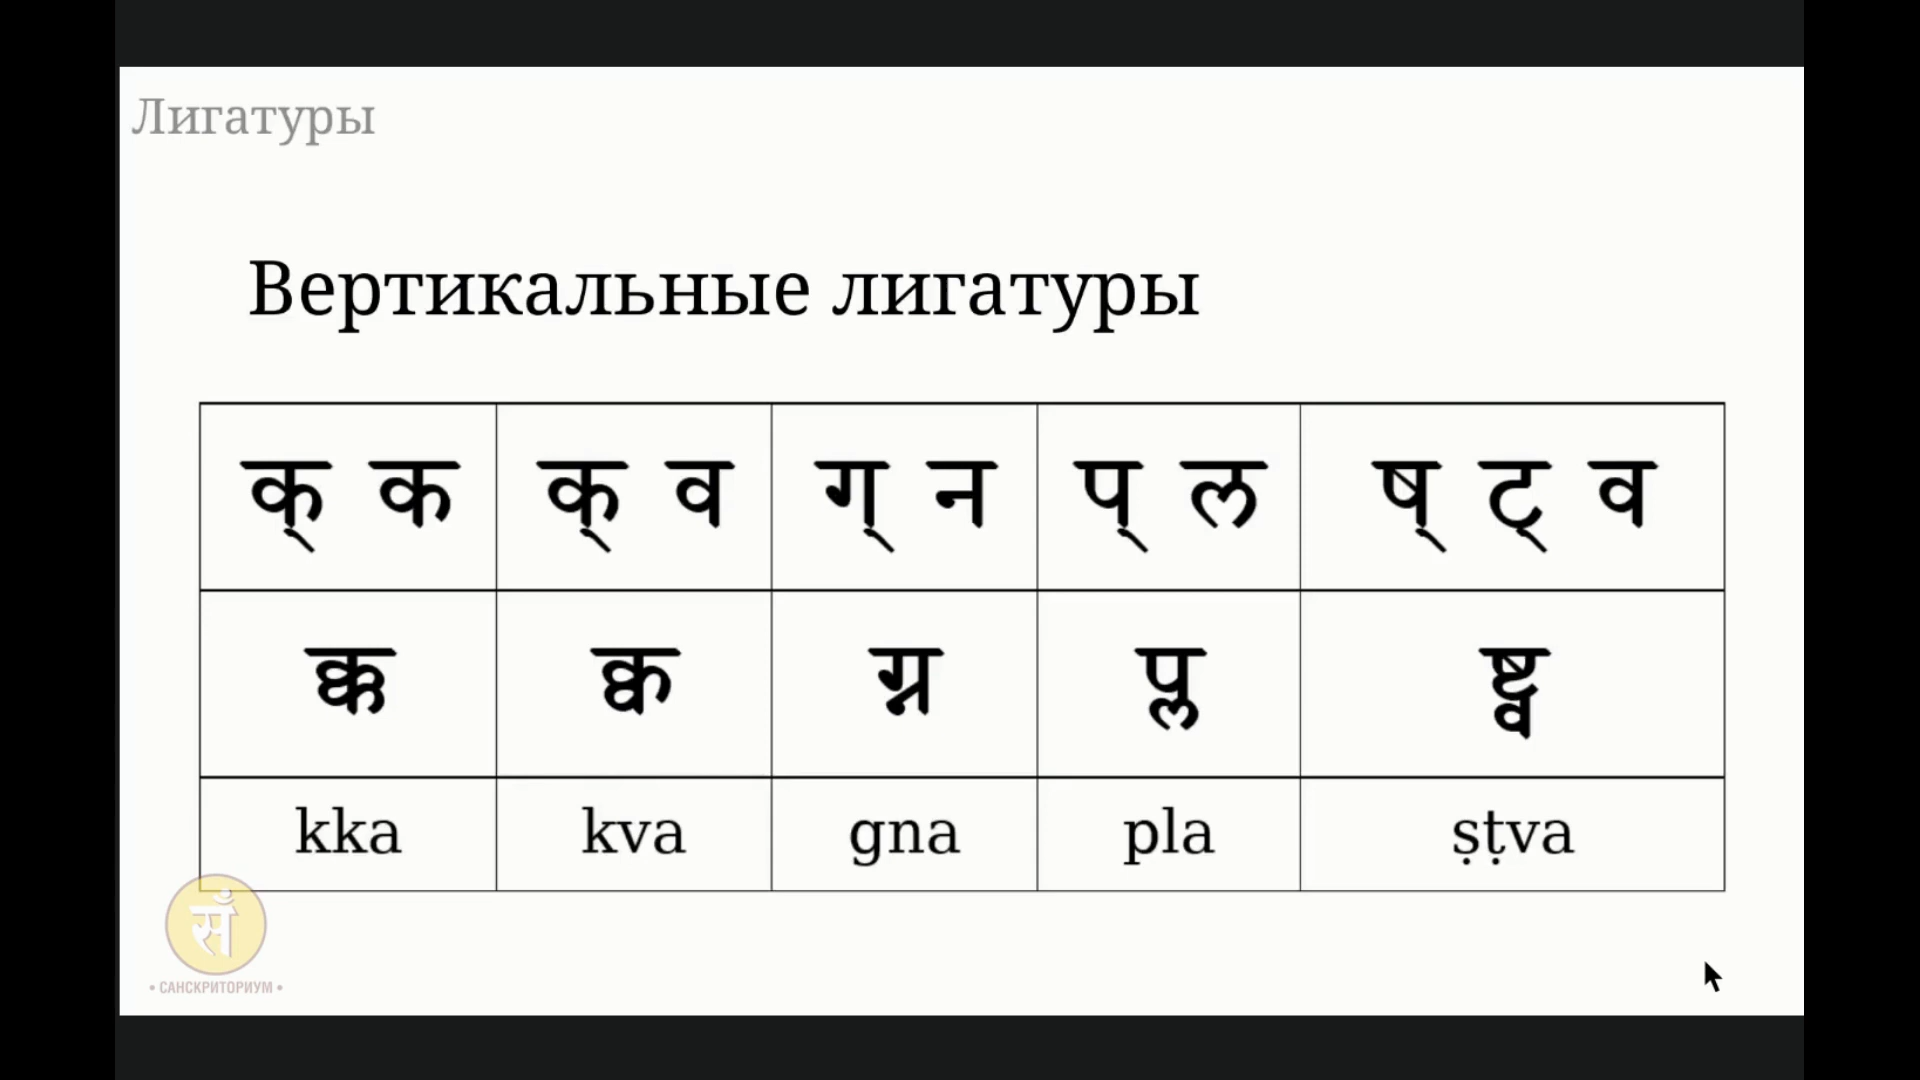 Лигатуры
Вертикальные лигатуры
क् क क् व ग् न प् ल ष् ट् व
क्क क्व ग्न प्ल ष्ट्व
kka kva gna pla ṣṭva
सँ
• САНСКРИТОРИУМ •